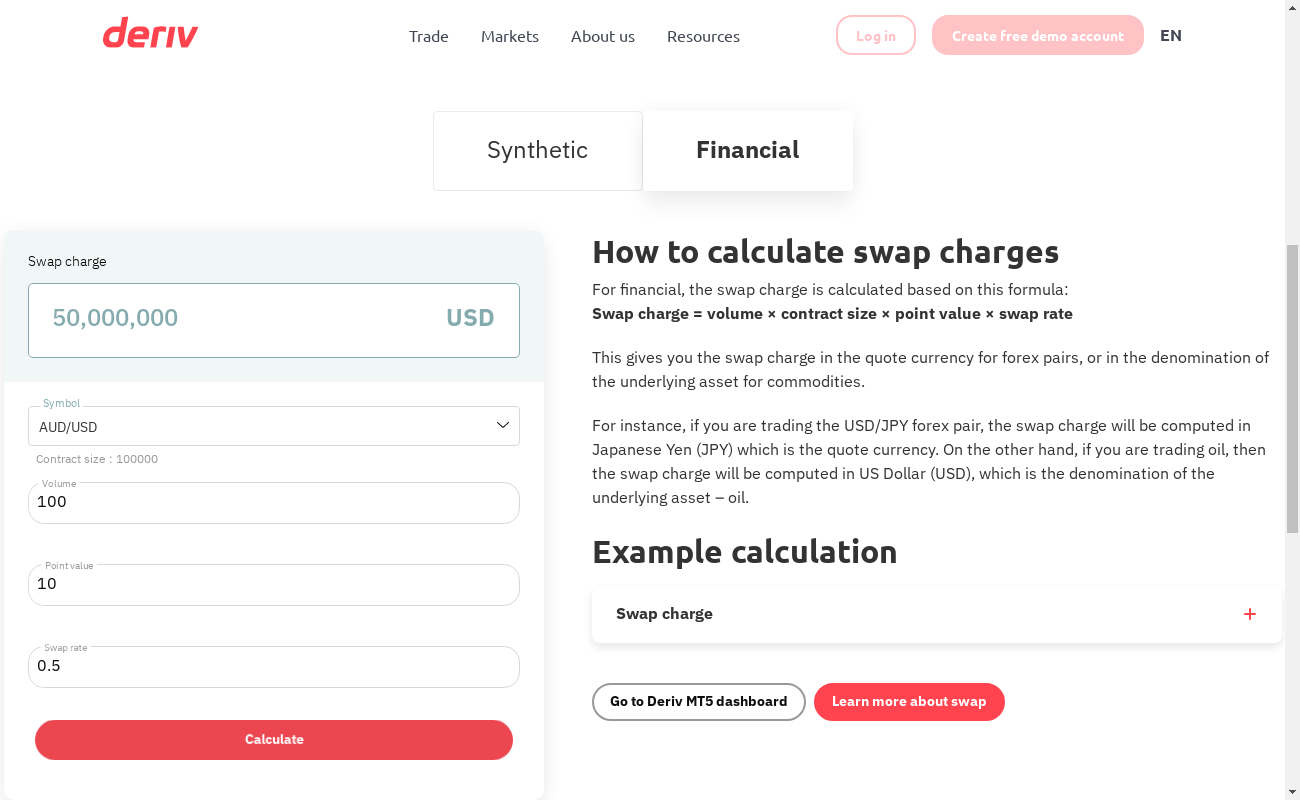 deriv
Trade Markets About us Resources
Log in
Create free demo account
EN
Synthetic
Financial
Swap charge
50,000,000 USD
Symbol
AUD/USD
Contract size : 100000
Volume
100
Point value
10
Swap rate
0.5
Calculate
How to calculate swap charges
For financial, the swap charge is calculated based on this formula:
Swap charge = volume × contract size × point value × swap rate
This gives you the swap charge in the quote currency for forex pairs, or in the denomination of
the underlying asset for commodities.
For instance, if you are trading the USD/JPY forex pair, the swap charge will be computed in
Japanese Yen (JPY) which is the quote currency. On the other hand, if you are trading oil, then
the swap charge will be computed in US Dollar (USD), which is the denomination of the
underlying asset – oil.
Example calculation
Swap charge
Go to Deriv MT5 dashboard
Learn more about swap